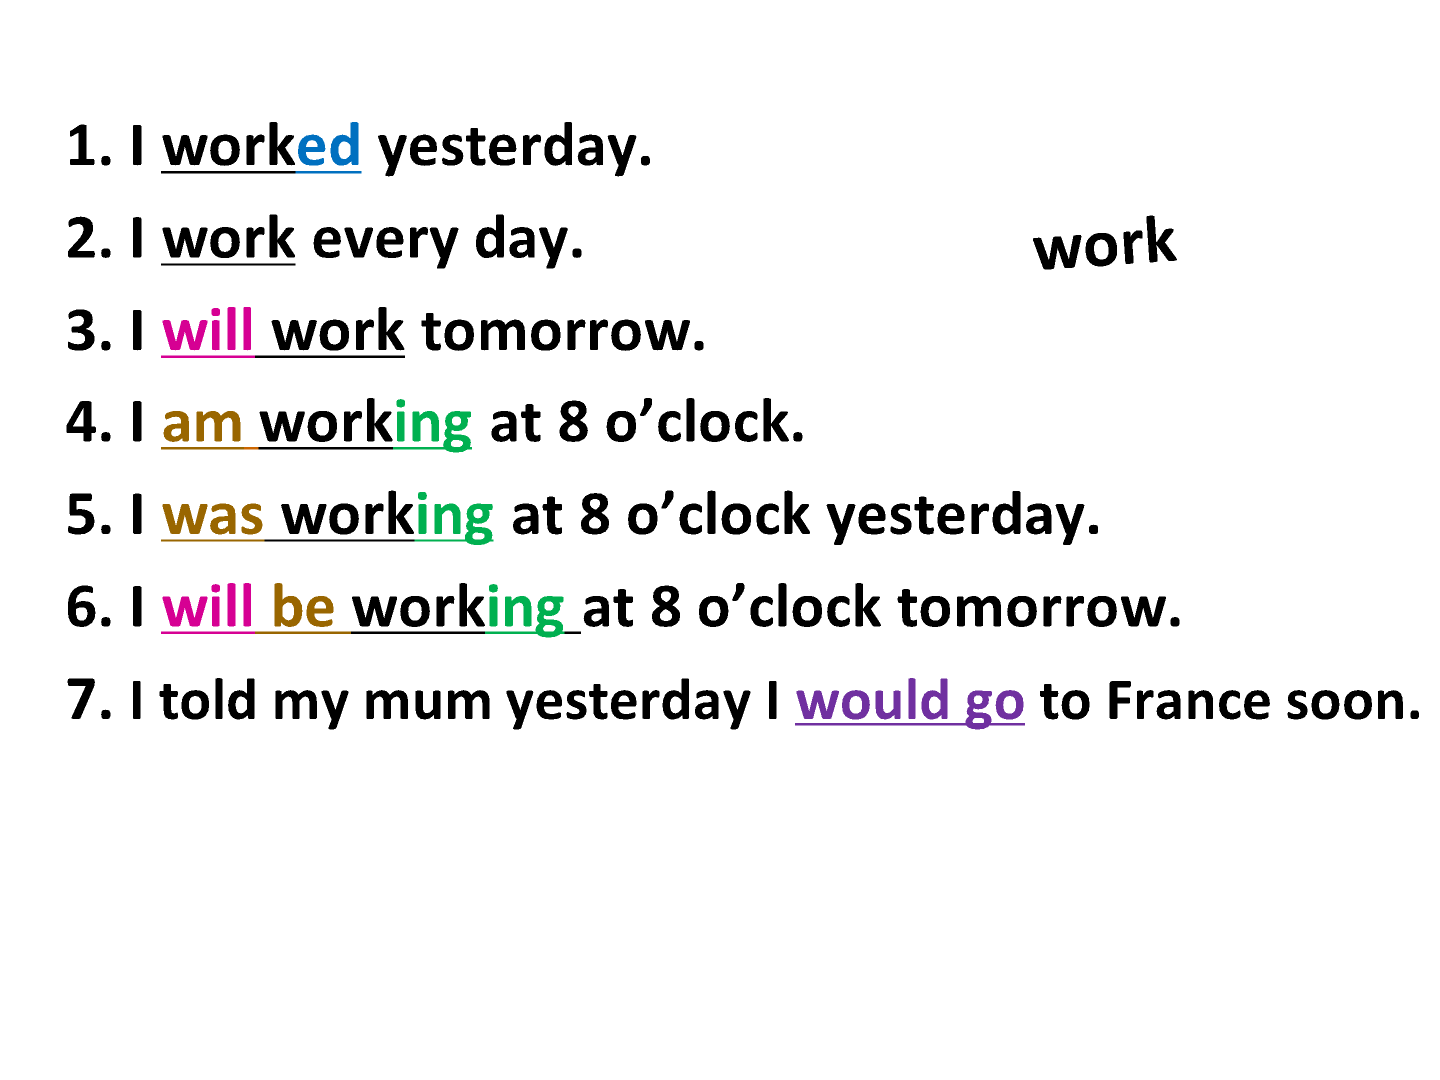 1. I worked yesterday.
2. I work every day.
work
3. I will work tomorrow.
4. I am working at 8 o’clock.
5. I was working at 8 o’clock yesterday.
6. I will be working at 8 o’clock tomorrow.
7. I told my mum yesterday I would go to France soon.